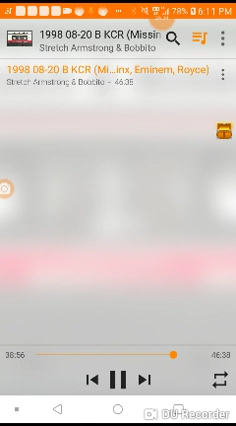 78% 6:11 PM
1998 08-20 B KCR (Missin
Stretch Armstrong & Bobbito
1998 08-20 B KCR (Mi...inx, Eminem, Royce)
Stretch Armstrong & Bobbito - 46:35
38:56
46:38
DU Recorder